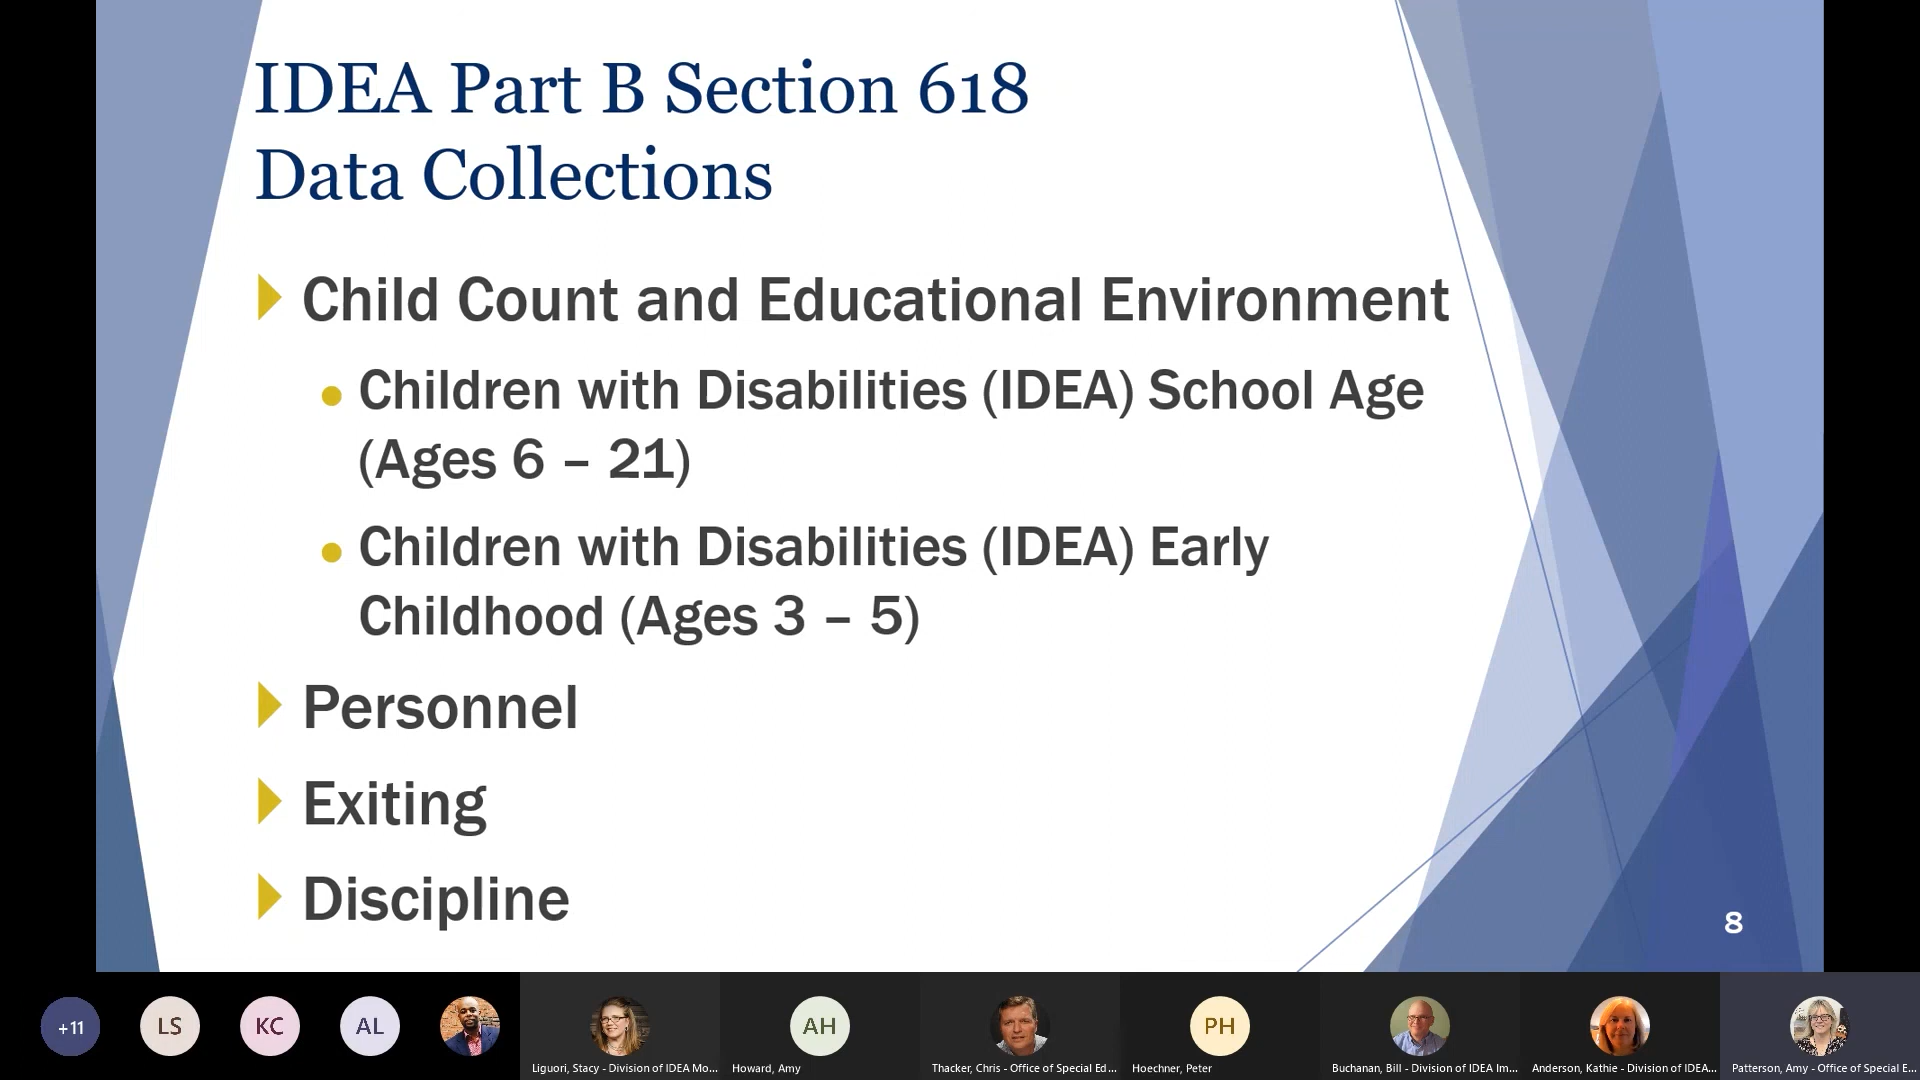 IDEA Part B Section 618
Data Collections
Child Count and Educational Environment
Children with Disabilities (IDEA) School Age
(Ages 6 – 21)
Children with Disabilities (IDEA) Early
Childhood (Ages 3 – 5)
Personnel
Exiting
Discipline
8
+11
LS
KC
AL
AH
PH
Liguori, Stacy - Division of IDEA Mo...
Howard, Amy
Thacker, Chris - Office of Special Ed...
Hoechner, Peter
Buchanan, Bill - Division of IDEA Im...
Anderson, Kathie - Division of IDEA...
Patterson, Amy - Office of Special E...